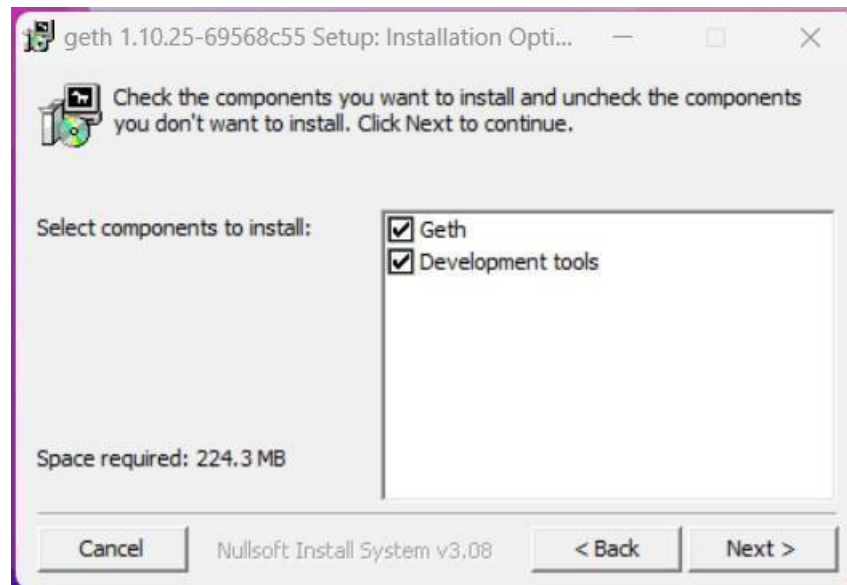 geth 1.10.25-69568c55 Setup: Installation Opti...
Check the components you want to install and uncheck the components
you don't want to install. Click Next to continue.
Select components to install:
Geth
Development tools
Space required: 224.3 MB
Cancel
Nullsoft Install System v3.08
< Back
Next >